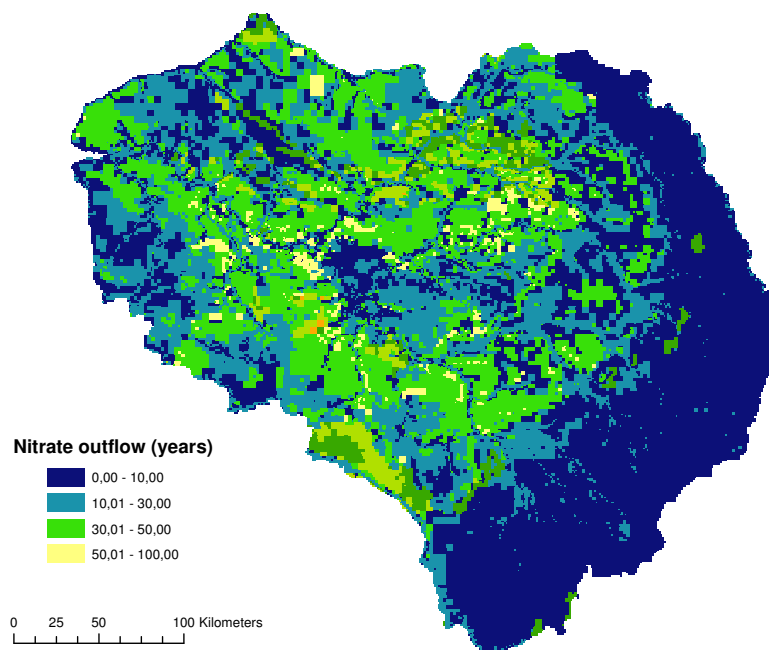 Nitrate outflow (years)
0,00 - 10,00
10,01 - 30,00
30,01 - 50,00
50,01 - 100,00
0 25 50 100 Kilometers